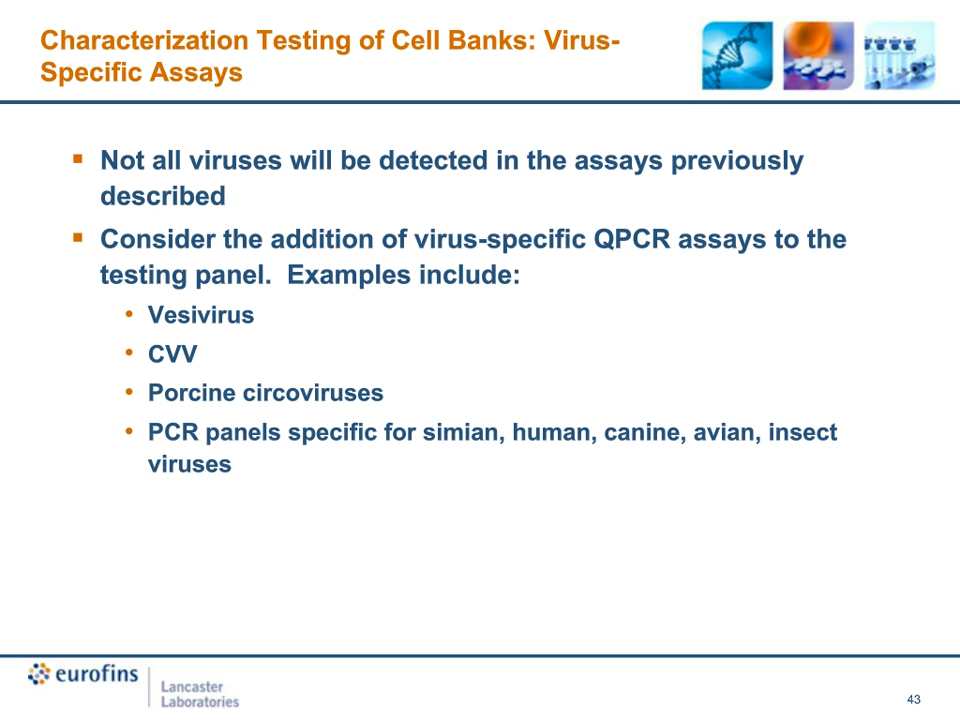 Characterization Testing of Cell Banks: Virus-
Specific Assays
▪ Not all viruses will be detected in the assays previously
described
▪ Consider the addition of virus-specific QPCR assays to the
testing panel.  Examples include:
• Vesivirus
• CVV
• Porcine circoviruses
• PCR panels specific for simian, human, canine, avian, insect
viruses
eurofins
Lancaster
Laboratories
43